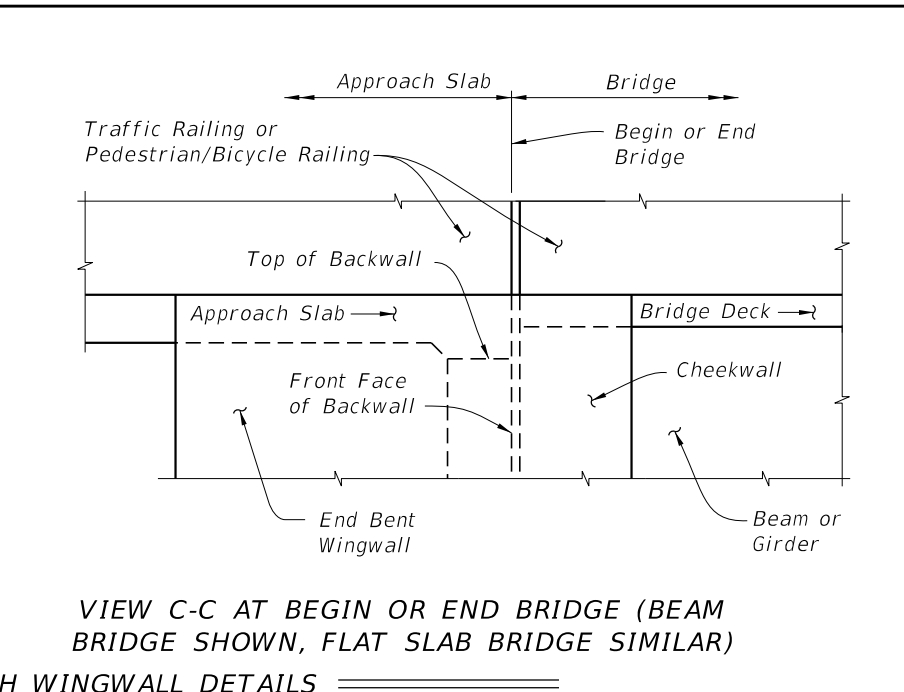 Approach Slab
Bridge
Traffic Railing or
Pedestrian/Bicycle Railing
Begin or End
Bridge
Top of Backwall
Approach Slab
Bridge Deck
Front Face
of Backwall
Cheekwall
End Bent
Wingwall
Beam or
Girder
VIEW C-C AT BEGIN OR END BRIDGE (BEAM
BRIDGE SHOWN, FLAT SLAB BRIDGE SIMILAR)
H WINGWALL DETAILS